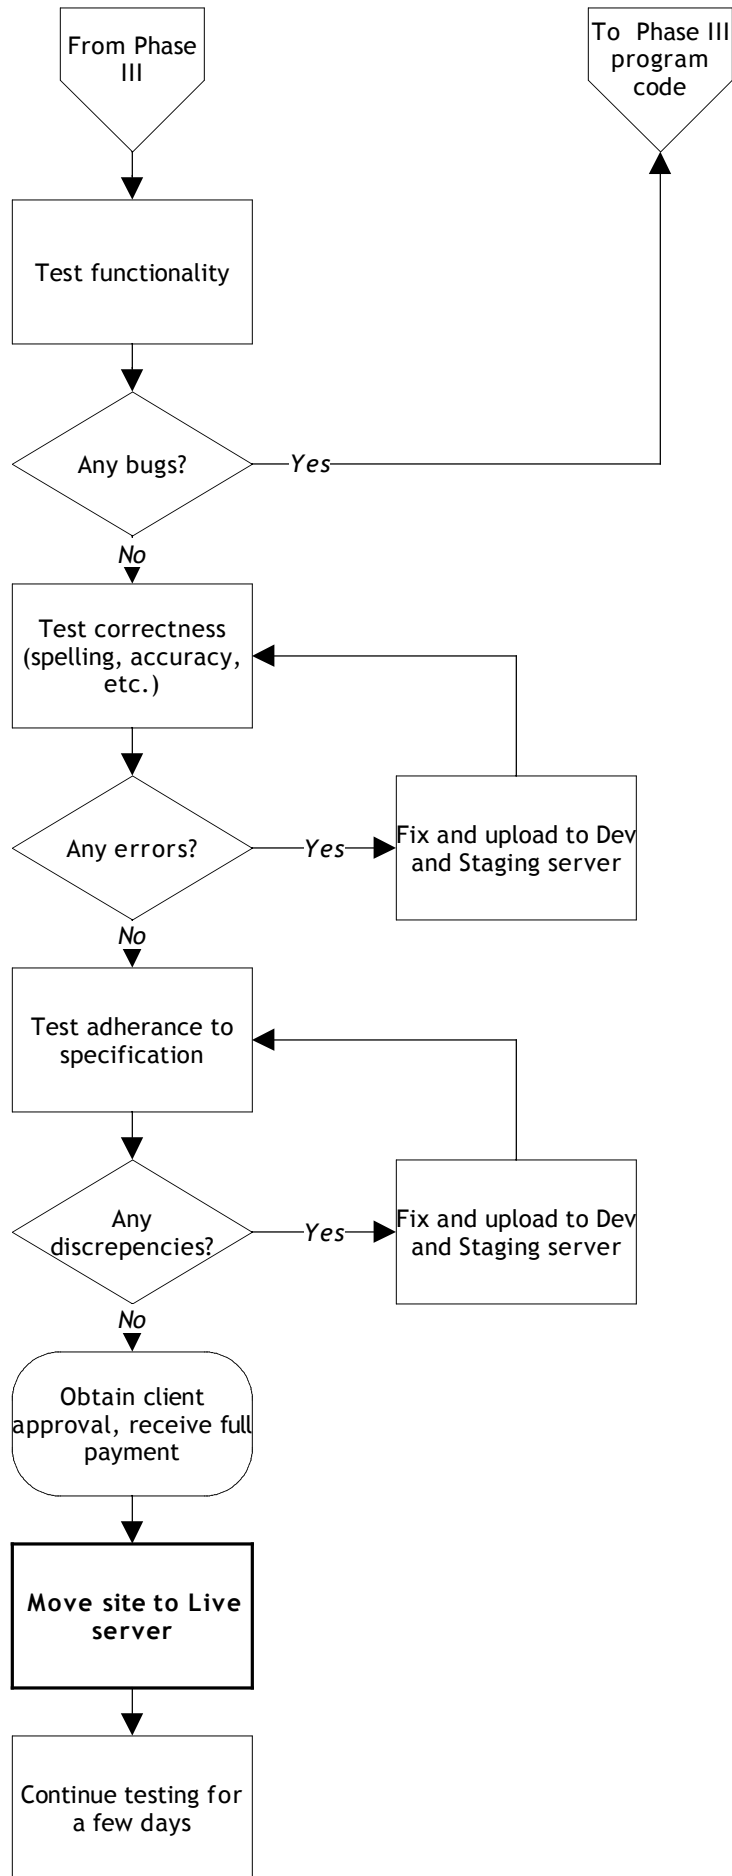 From Phase
III
To Phase III
program
code
Test functionality
Any bugs?
Yes
No
Test correctness
(spelling, accuracy,
etc.)
Any errors?
Yes
Fix and upload to Dev
and Staging server
No
Test adherance to
specification
Any
discrepencies?
Yes
Fix and upload to Dev
and Staging server
No
Obtain client
approval, receive full
payment
Move site to Live
server
Continue testing for
a few days